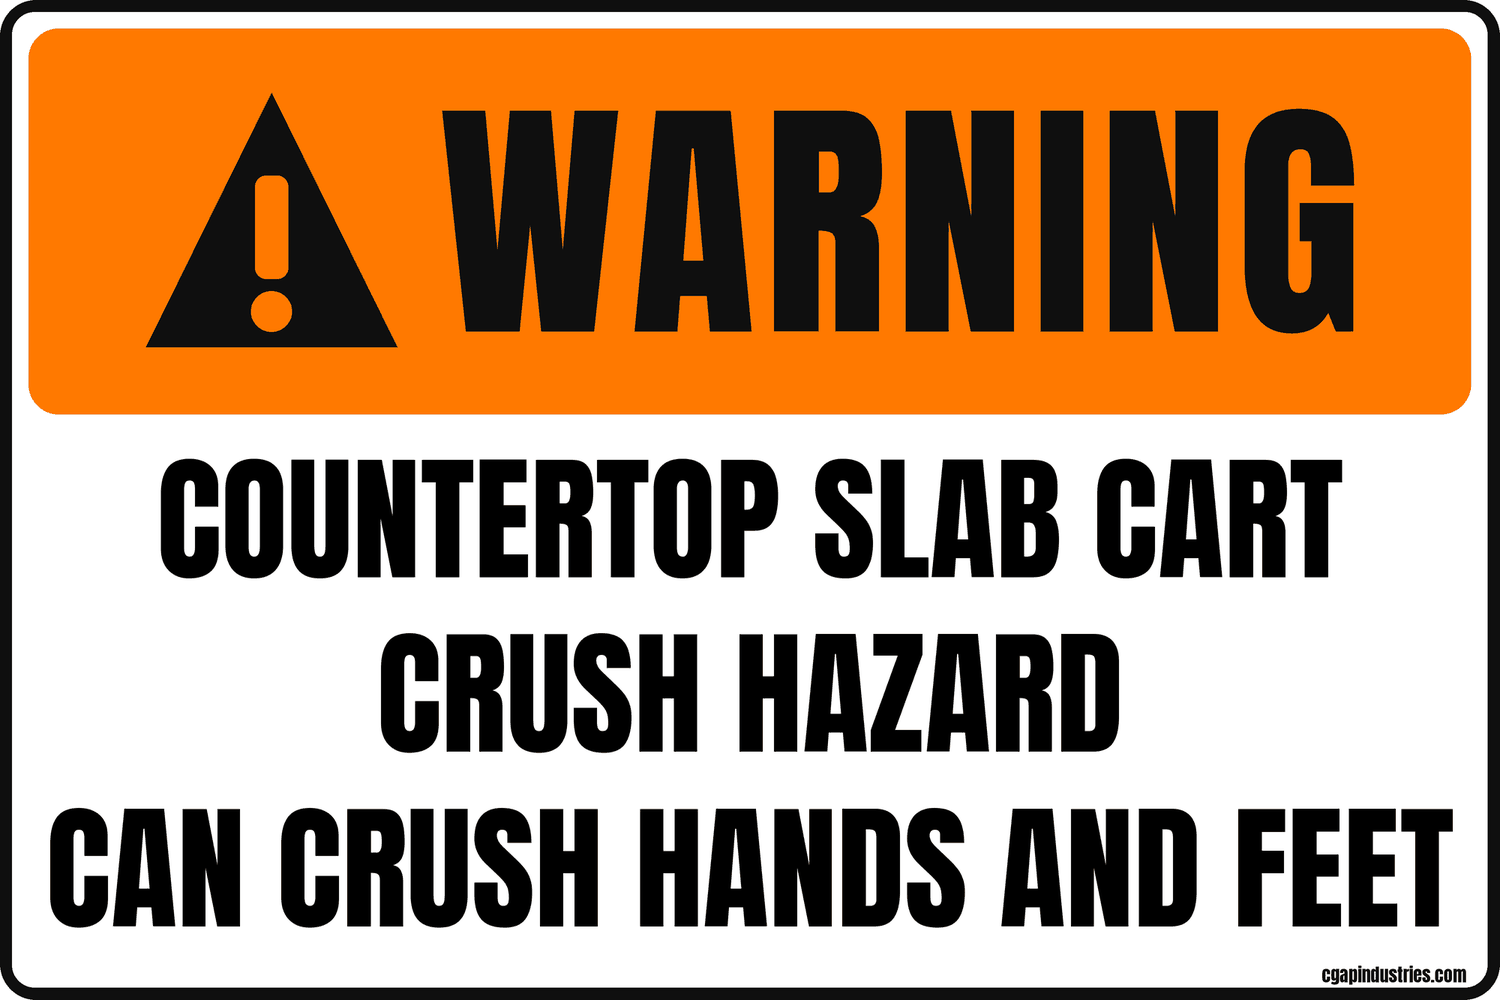 WARNING
COUNTERTOP SLAB CART
CRUSH HAZARD
CAN CRUSH HANDS AND FEET
cgapindustries.com